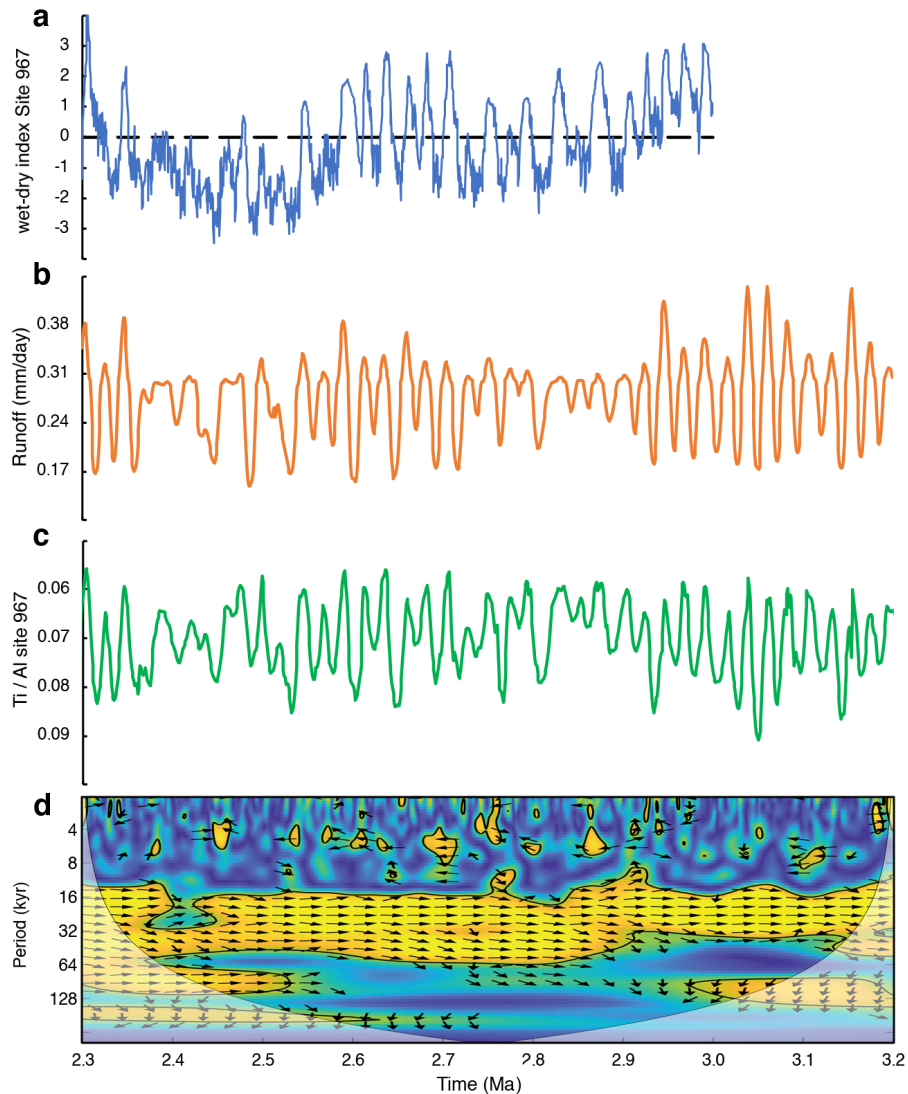 a
wet-dry index Site 967
3
2
1
0
-1
-2
-3
b
Runoff (mm/day)
0.38
0.31
0.24
0.17
c
Ti / Al site 967
0.06
0.07
0.08
0.09
d
Period (kyr)
4
8
16
32
64
128
2.3 2.4 2.5 2.6 2.7 2.8 2.9 3.0 3.1 3.2
Time (Ma)